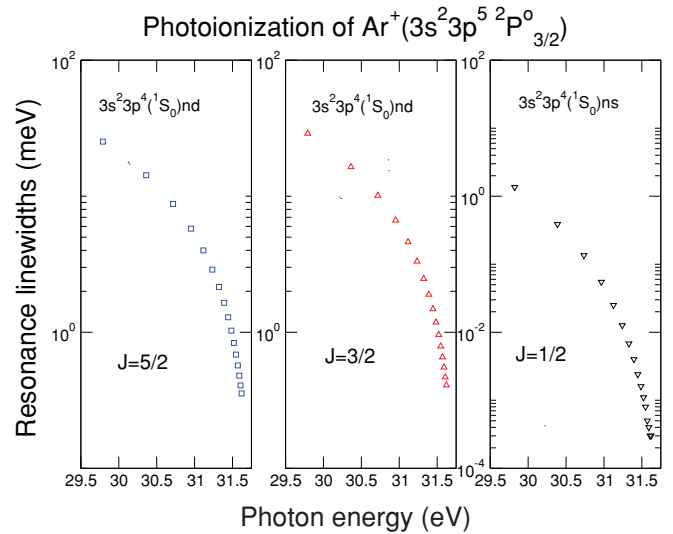 Photoionization of Ar⁺(3s²3p⁵ ²Pᵒ₃/₂)
10² 10² 10²
3s²3p⁴(¹S₀)nd 3s²3p⁴(¹S₀)nd 3s²3p⁴(¹S₀)ns
Resonance linewidths (meV)
10⁰ 10⁰ 10⁰
10⁻²
J=5/2 J=3/2 J=1/2
10⁻⁴
29.5 30 30.5 31 31.5 29.5 30 30.5 31 31.5 29.5 30 30.5 31 31.5
Photon energy (eV)